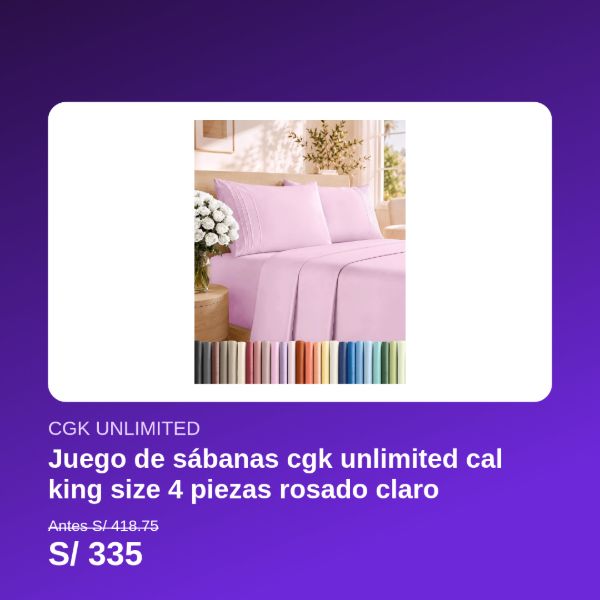 CGK UNLIMITED
Juego de sábanas cgk unlimited cal
king size 4 piezas rosado claro
Antes S/ 418.75
S/ 335